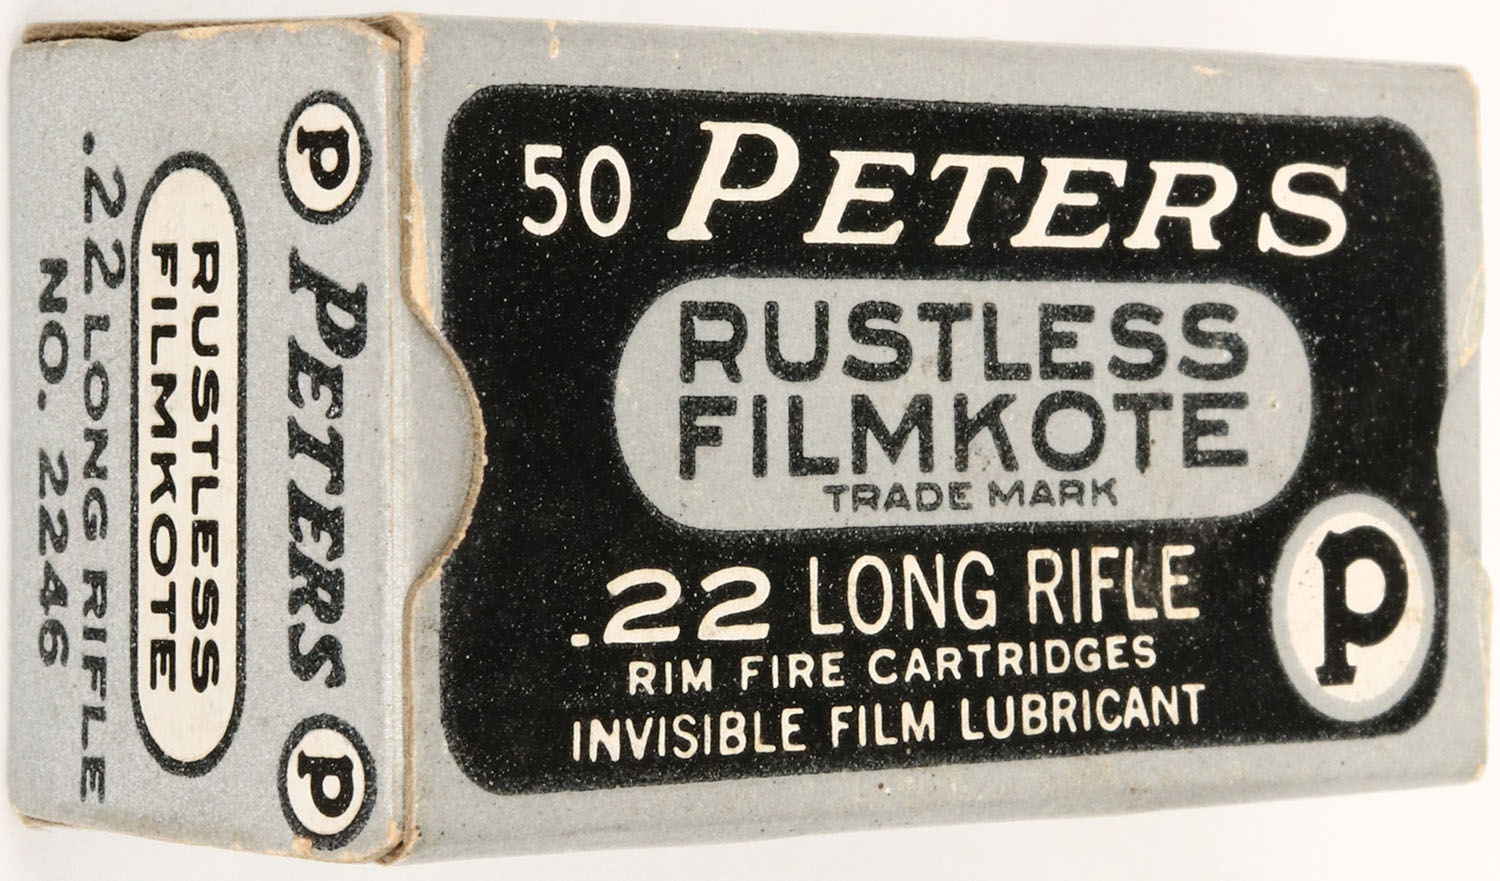 50 PETERS
RUSTLESS
FILMKOTE
TRADE MARK
.22 LONG RIFLE
RIM FIRE CARTRIDGES
INVISIBLE FILM LUBRICANT
P
P PETERS P
RUSTLESS
FILMKOTE
.22 LONG RIFLE
NO. 2246